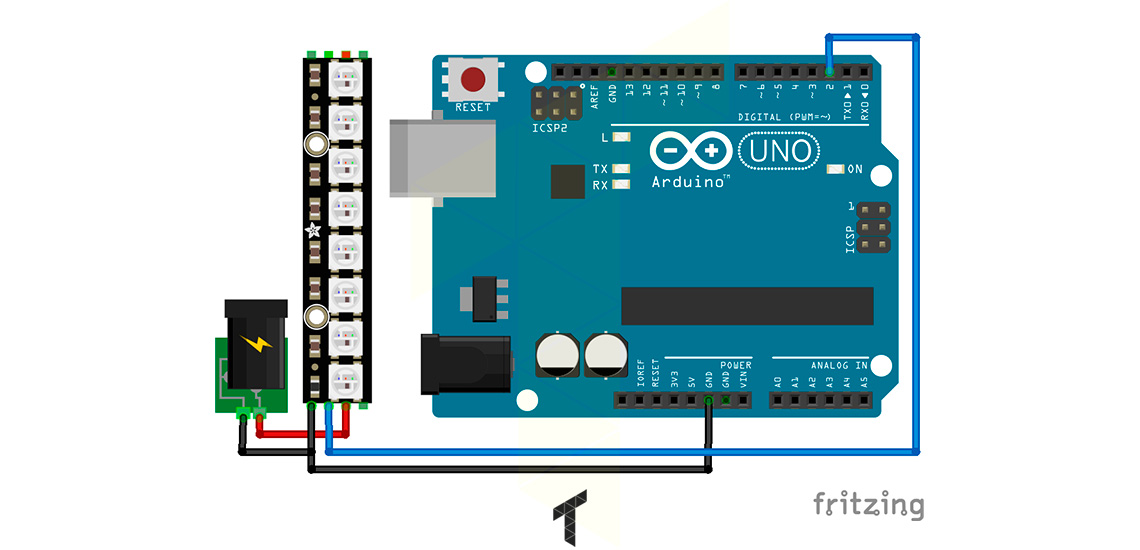 RESET
ICSP2
AREF
GND
13
12
~11
~10
~9
8
7
~6
~5
4
~3
2
TX0▶1
RX0◀0
DIGITAL (PWM=~)
L
TX
RX
Arduino™
UNO
ON
1
ICSP
IOREF
RESET
3V3
5V
GND
GND
VIN
POWER
ANALOG IN
A0
A1
A2
A3
A4
A5
fritzing